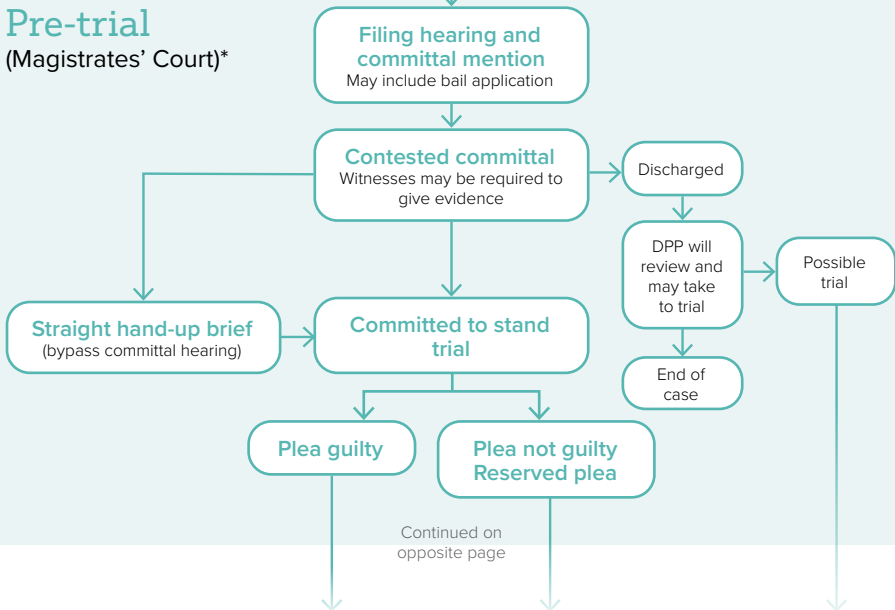 Pre-trial
(Magistrates’ Court)*
Filing hearing and
committal mention
May include bail application
Contested committal
Witnesses may be required to
give evidence
Discharged
DPP will
review and
may take
to trial
Possible
trial
Straight hand-up brief
(bypass committal hearing)
Committed to stand
trial
End of
case
Plea guilty
Plea not guilty
Reserved plea
Continued on
opposite page